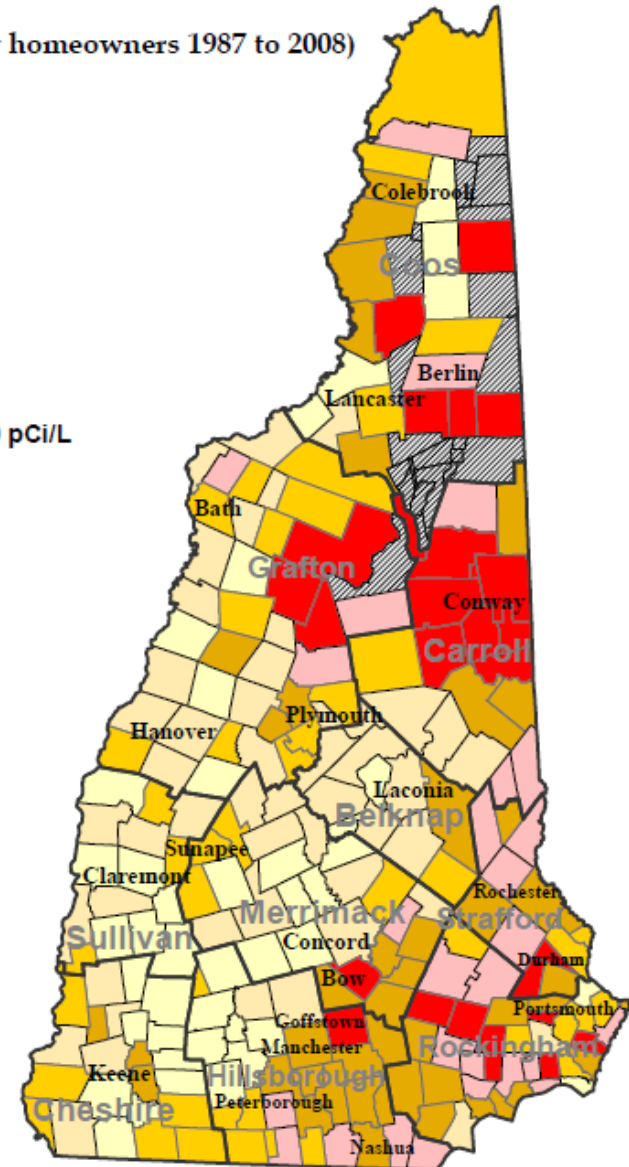 homeowners 1987 to 2008)
Colebrook
Coos
Berlin
Lancaster
pCi/L
Bath
Grafton
Conway
Carroll
Plymouth
Hanover
Laconia
Belknap
Sunapee
Claremont
Rochester
Merrimack
Strafford
Sullivan
Concord
Durham
Bow
Portsmouth
Goffstown
Manchester
Rockingham
Keene
Hillsborough
Peterborough
Cheshire
Nashua